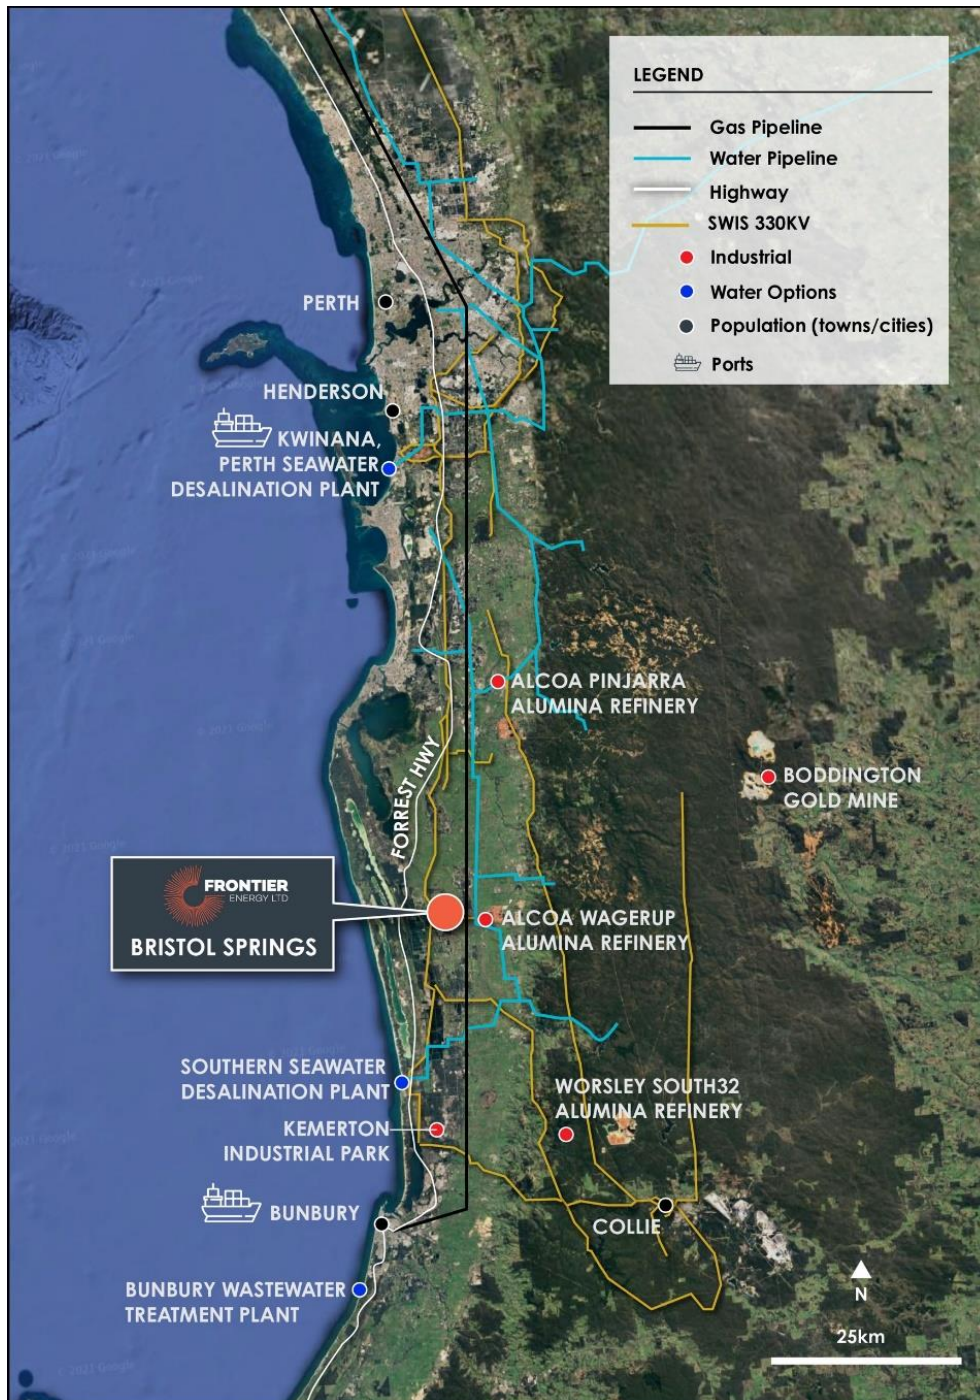 LEGEND
Gas Pipeline
Water Pipeline
Highway
SWIS 330KV
Industrial
Water Options
Population (towns/cities)
Ports
PERTH
HENDERSON
KWINANA,
PERTH SEAWATER
DESALINATION PLANT
ALCOA PINJARRA
ALUMINA REFINERY
BODDINGTON
GOLD MINE
FORREST HWY
FRONTIER
ENERGY LTD
BRISTOL SPRINGS
ALCOA WAGERUP
ALUMINA REFINERY
SOUTHERN SEAWATER
DESALINATION PLANT
WORSLEY SOUTH32
ALUMINA REFINERY
KEMERTON
INDUSTRIAL PARK
BUNBURY
COLLIE
BUNBURY WASTEWATER
TREATMENT PLANT
N
25km